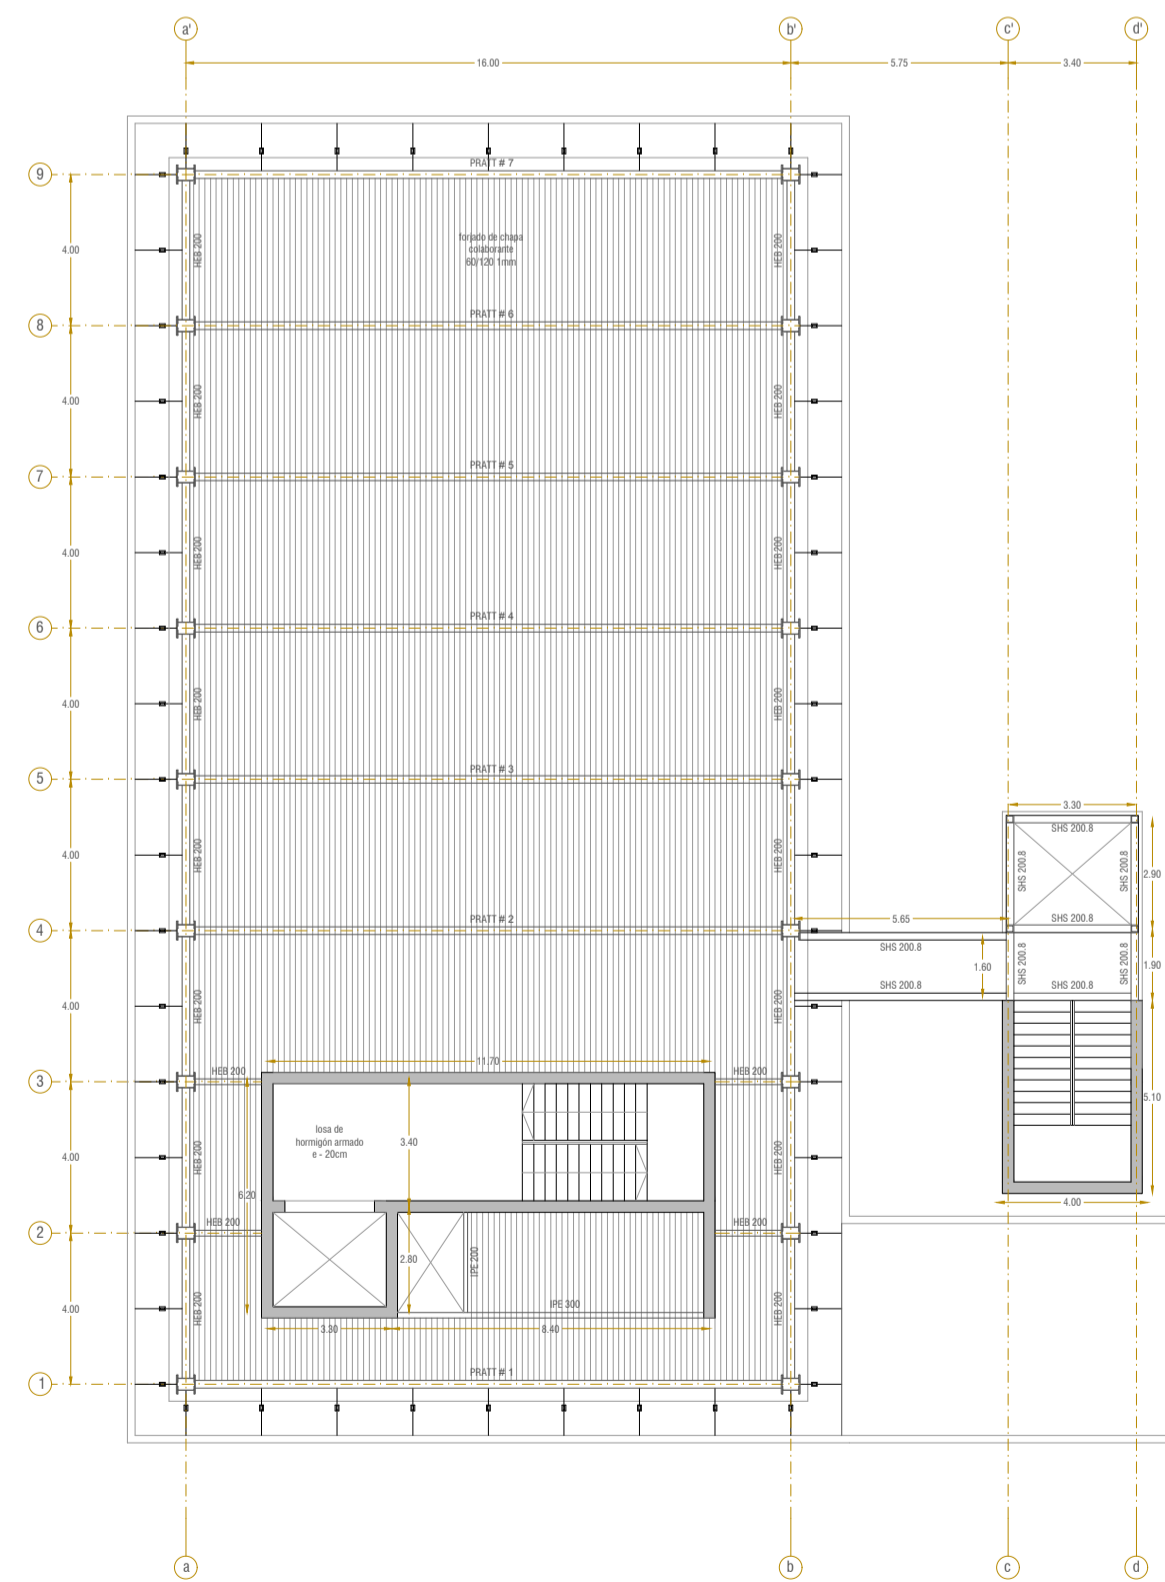 a'
b'
c'
d'
16.00
5.75
3.40
9
PRATT # 7
4.00
HEB 200
forjado de chapa
colaborante
60/120 1mm
HEB 200
8
PRATT # 6
4.00
HEB 200
HEB 200
7
PRATT # 5
4.00
HEB 200
HEB 200
6
PRATT # 4
4.00
HEB 200
HEB 200
5
PRATT # 3
3.30
SHS 200.8
4.00
HEB 200
HEB 200
SHS 200.8
SHS 200.8
2.90
4
PRATT # 2
5.65
SHS 200.8
SHS 200.8
1.60
SHS 200.8
1.90
SHS 200.8
SHS 200.8
4.00
HEB 200
HEB 200
11.70
3
HEB 200
HEB 200
5.10
losa de
hormigón armado
e - 20cm
3.40
4.00
HEB 200
HEB 200
6.20
4.00
2
HEB 200
HEB 200
2.80
IPE 200
4.00
HEB 200
IPE 300
HEB 200
3.30
8.40
1
PRATT # 1
a
b
c
d